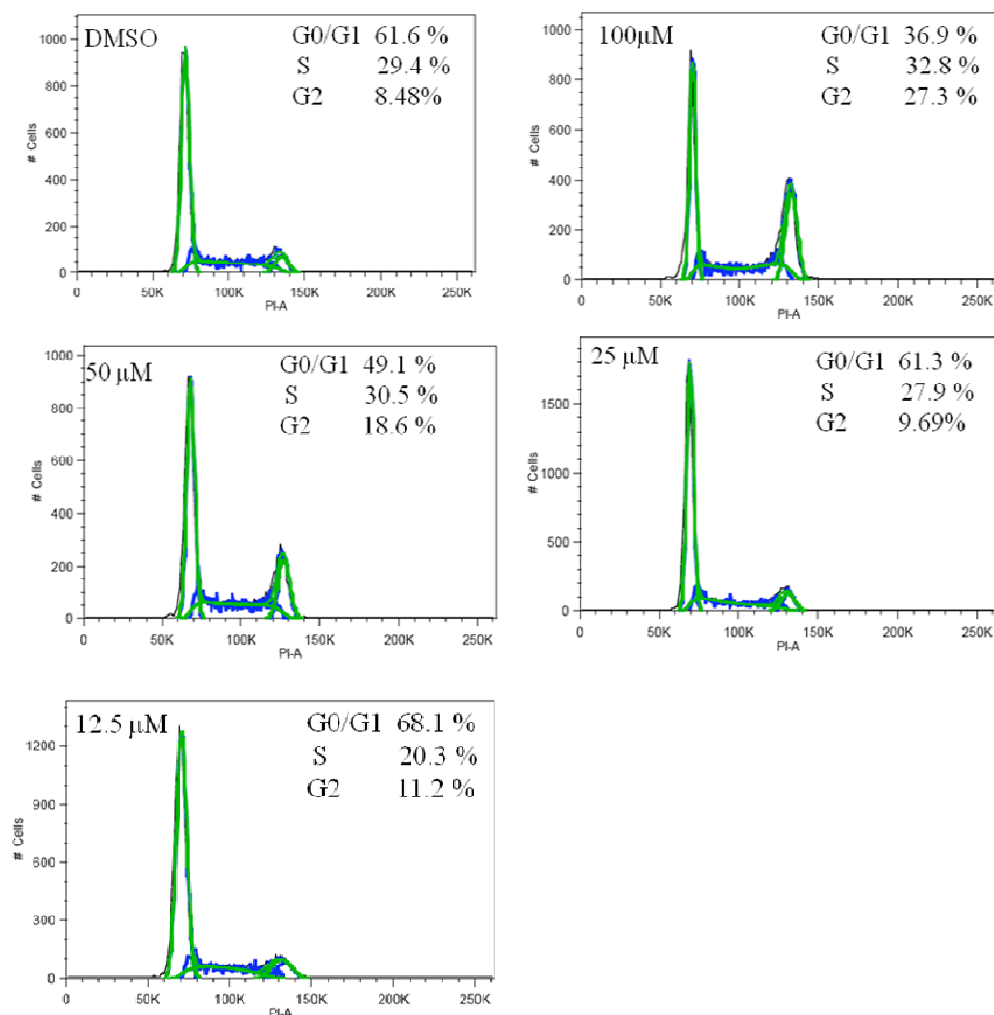 DMSO
G0/G1 61.6 %
S 29.4 %
G2 8.48%
1000
800
600
400
200
0
# Cells
0 50K 100K 150K 200K 250K
PI-A
100µM
G0/G1 36.9 %
S 32.8 %
G2 27.3 %
1000
800
600
400
200
0
# Cells
0 50K 100K 150K 200K 250K
PI-A
50 µM
G0/G1 49.1 %
S 30.5 %
G2 18.6 %
1000
800
600
400
200
0
# Cells
0 50K 100K 150K 200K 250K
PI-A
25 µM
G0/G1 61.3 %
S 27.9 %
G2 9.69%
1500
1000
500
0
# Cells
0 50K 100K 150K 200K 250K
PI-A
12.5 µM
G0/G1 68.1 %
S 20.3 %
G2 11.2 %
1200
900
600
300
0
# Cells
0 50K 100K 150K 200K 250K
PI-A